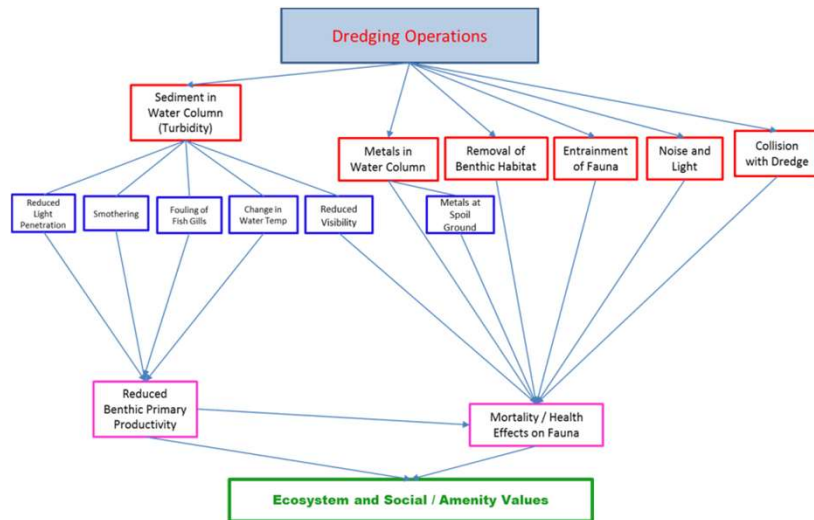 Dredging Operations
Sediment in
Water Column
(Turbidity)
Metals in
Water Column
Removal of
Benthic Habitat
Entrainment
of Fauna
Noise and
Light
Collision
with Dredge
Reduced
Light
Penetration
Smothering
Fouling of
Fish Gills
Change in
Water Temp
Reduced
Visibility
Metals at
Spoil
Ground
Reduced
Benthic Primary
Productivity
Mortality / Health
Effects on Fauna
Ecosystem and Social / Amenity Values